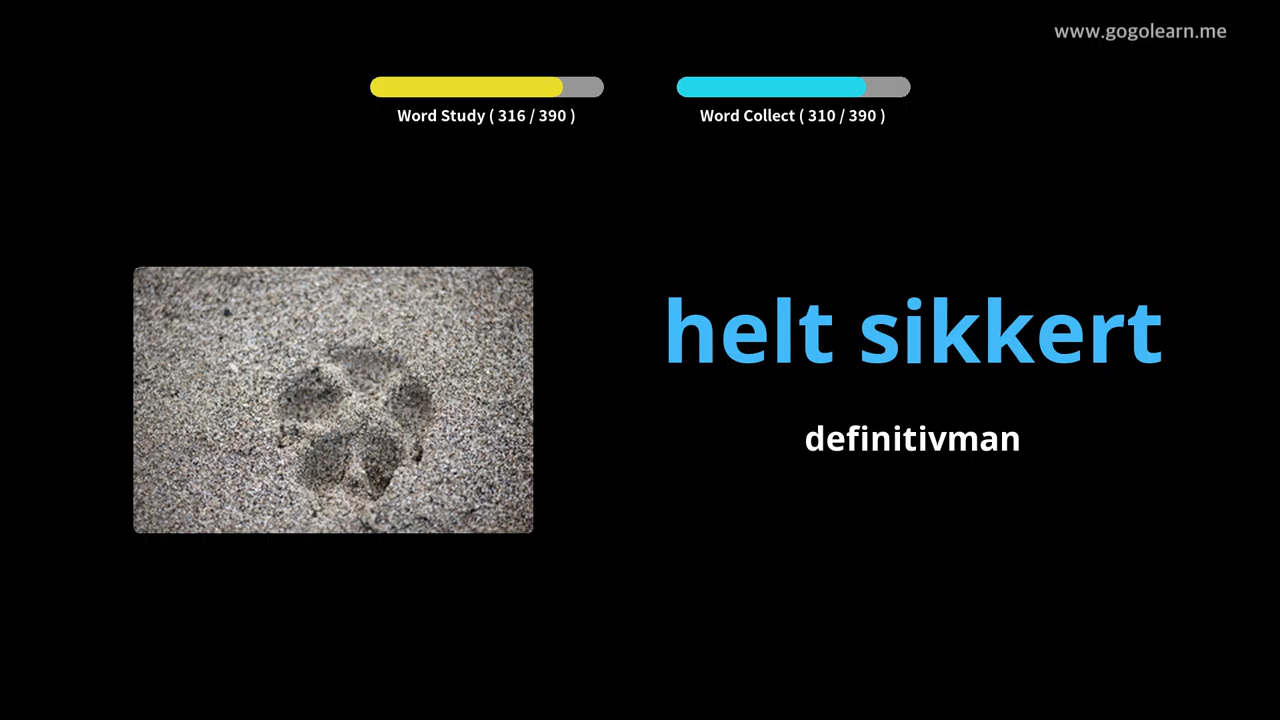 www.gogolearn.me
Word Study ( 316 / 390 )
Word Collect ( 310 / 390 )
helt sikkert
definitivman